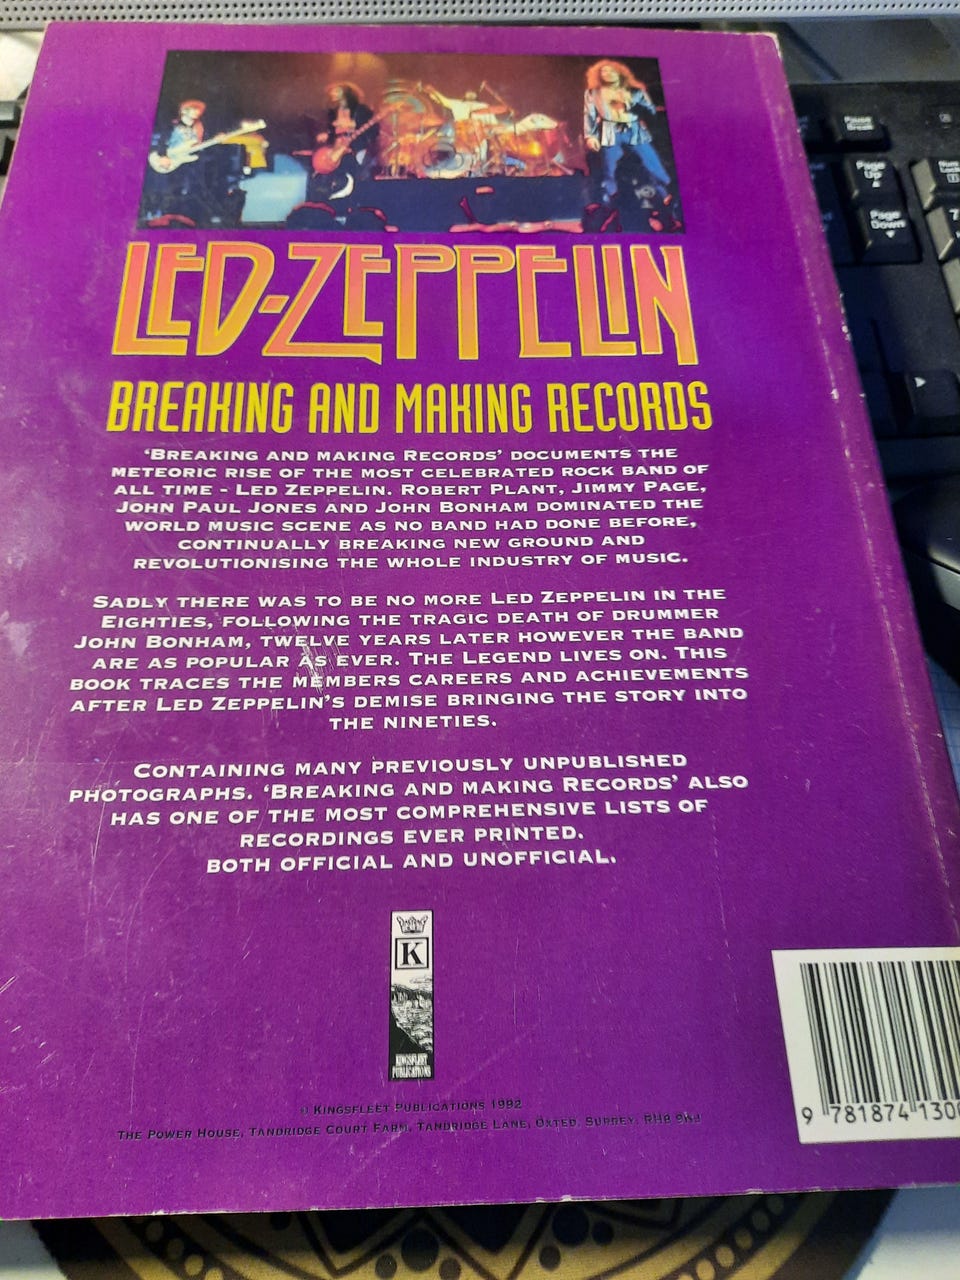 LED-ZEPPELIN
BREAKING AND MAKING RECORDS
‘BREAKING AND MAKING RECORDS’ DOCUMENTS THE
METEORIC RISE OF THE MOST CELEBRATED ROCK BAND OF
ALL TIME - LED ZEPPELIN. ROBERT PLANT, JIMMY PAGE,
JOHN PAUL JONES AND JOHN BONHAM DOMINATED THE
WORLD MUSIC SCENE AS NO BAND HAD DONE BEFORE,
CONTINUALLY BREAKING NEW GROUND AND
REVOLUTIONISING THE WHOLE INDUSTRY OF MUSIC.
SADLY THERE WAS TO BE NO MORE LED ZEPPELIN IN THE
EIGHTIES, FOLLOWING THE TRAGIC DEATH OF DRUMMER
JOHN BONHAM, TWELVE YEARS LATER HOWEVER THE BAND
ARE AS POPULAR AS EVER. THE LEGEND LIVES ON. THIS
BOOK TRACES THE MEMBERS CAREERS AND ACHIEVEMENTS
AFTER LED ZEPPELIN’S DEMISE BRINGING THE STORY INTO
THE NINETIES.
CONTAINING MANY PREVIOUSLY UNPUBLISHED
PHOTOGRAPHS. ‘BREAKING AND MAKING RECORDS’ ALSO
HAS ONE OF THE MOST COMPREHENSIVE LISTS OF
RECORDINGS EVER PRINTED.
BOTH OFFICIAL AND UNOFFICIAL.
K
KINGSFLEET
PUBLICATIONS
© KINGSFLEET PUBLICATIONS 1992
THE POWER HOUSE, TANDRIDGE COURT FARM, TANDRIDGE LANE, OXTED, SURREY. RH8
9 781874 130
Pause
Break
Page
Up
Page
Down
Num
Lock
7